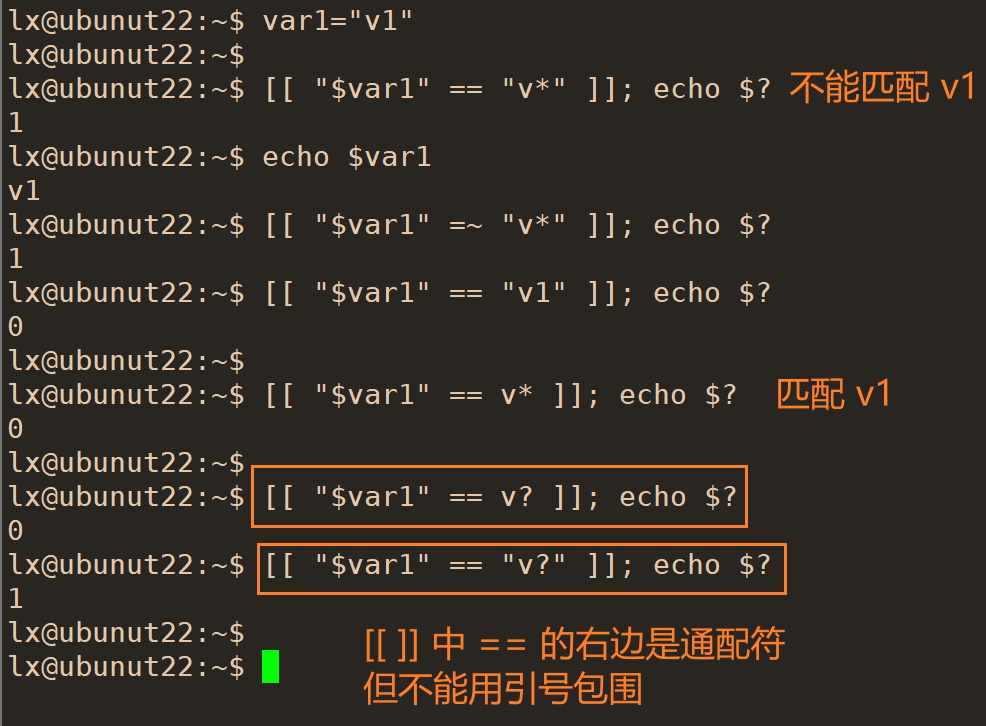 lx@ubunut22:~$ var1="v1"
lx@ubunut22:~$
lx@ubunut22:~$ [[ "$var1" == "v*" ]]; echo $? 不能匹配 v1
1
lx@ubunut22:~$ echo $var1
v1
lx@ubunut22:~$ [[ "$var1" =~ "v*" ]]; echo $?
1
lx@ubunut22:~$ [[ "$var1" == "v1" ]]; echo $?
0
lx@ubunut22:~$
lx@ubunut22:~$ [[ "$var1" == v* ]]; echo $? 匹配 v1
0
lx@ubunut22:~$
lx@ubunut22:~$ [[ "$var1" == v? ]]; echo $?
0
lx@ubunut22:~$ [[ "$var1" == "v?" ]]; echo $?
1
lx@ubunut22:~$
lx@ubunut22:~$
[[ ]] 中 == 的右边是通配符
但不能用引号包围